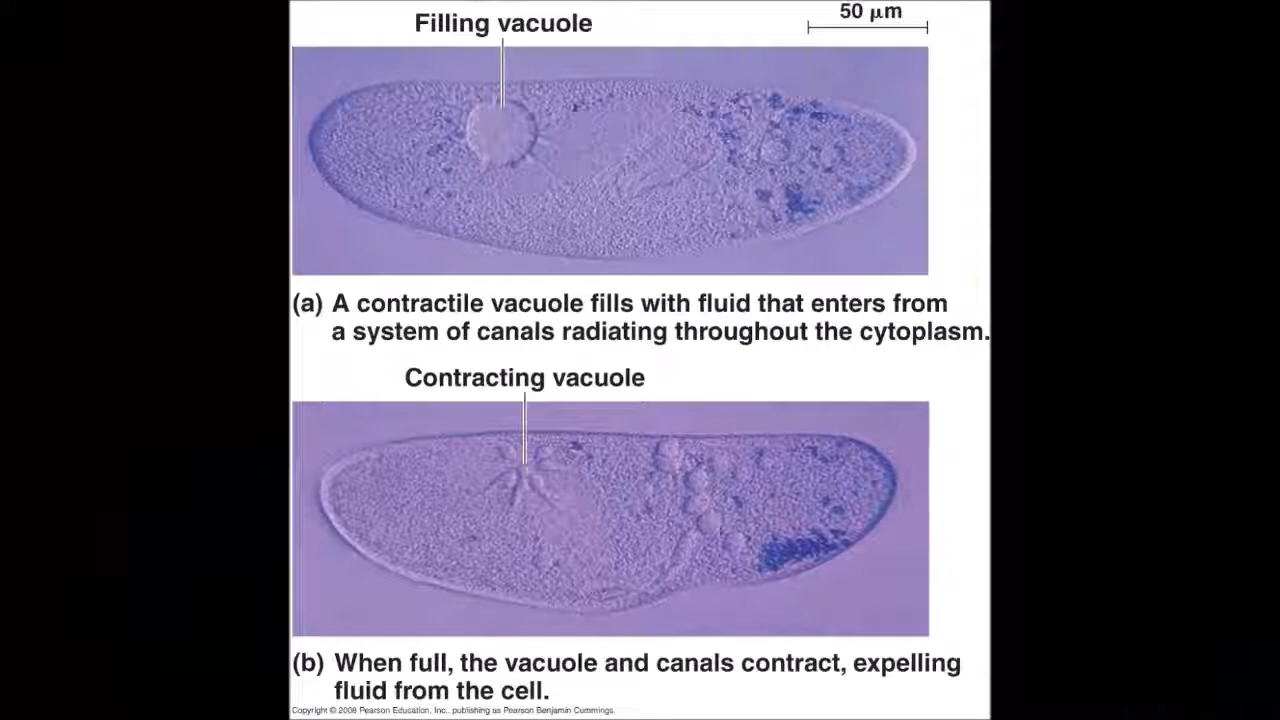 Filling vacuole
50 μm
(a) A contractile vacuole fills with fluid that enters from
a system of canals radiating throughout the cytoplasm.
Contracting vacuole
(b) When full, the vacuole and canals contract, expelling
fluid from the cell.
Copyright © 2008 Pearson Education, Inc., publishing as Pearson Benjamin Cummings.